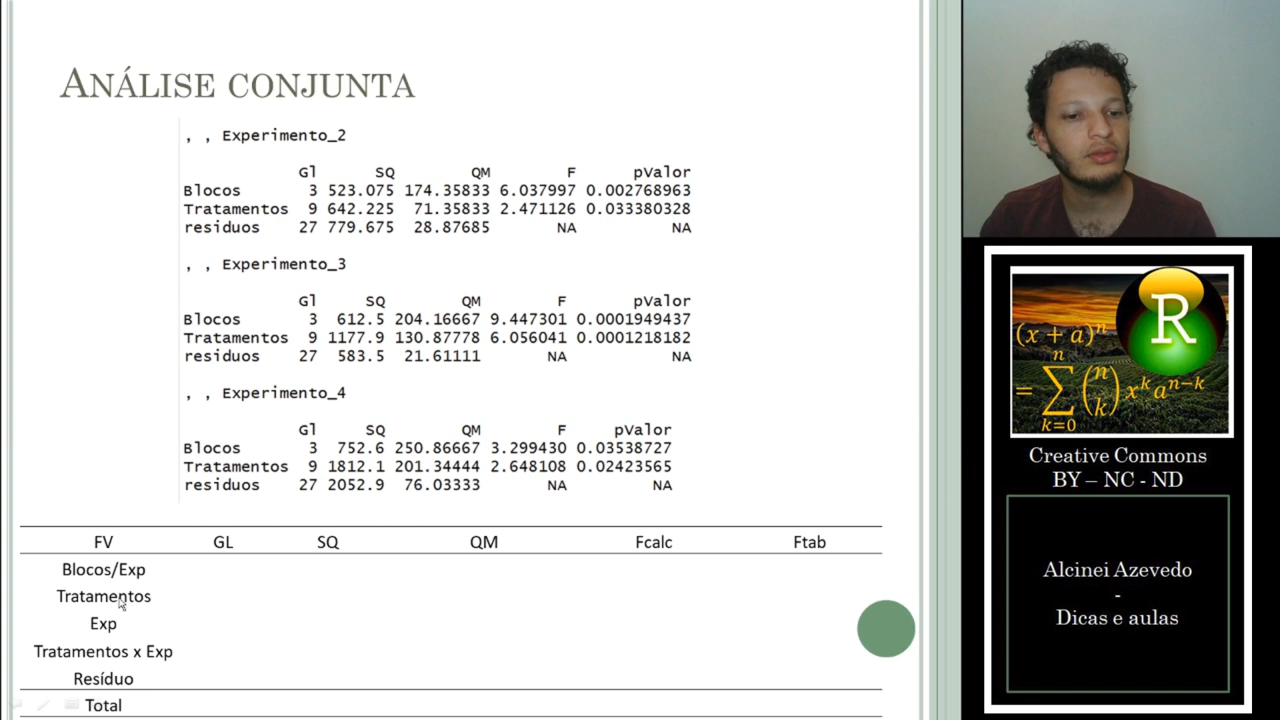 ANÁLISE CONJUNTA
, , Experimento_2
Gl SQ QM F pValor
Blocos 3 523.075 174.35833 6.037997 0.002768963
Tratamentos 9 642.225 71.35833 2.471126 0.033380328
residuos 27 779.675 28.87685 NA NA
, , Experimento_3
Gl SQ QM F pValor
Blocos 3 612.5 204.16667 9.447301 0.0001949437
Tratamentos 9 1177.9 130.87778 6.056041 0.0001218182
residuos 27 583.5 21.61111 NA NA
, , Experimento_4
Gl SQ QM F pValor
Blocos 3 752.6 250.86667 3.299430 0.03538727
Tratamentos 9 1812.1 201.34444 2.648108 0.02423565
residuos 27 2052.9 76.03333 NA NA
FV GL SQ QM Fcalc Ftab
Blocos/Exp
Tratamentos
Exp
Tratamentos x Exp
Resíduo
Total
R
(x + a)^n
= ∑ n k=0 (n k) x^k a^{n-k}
Creative Commons
BY – NC - ND
Alcinei Azevedo
-
Dicas e aulas